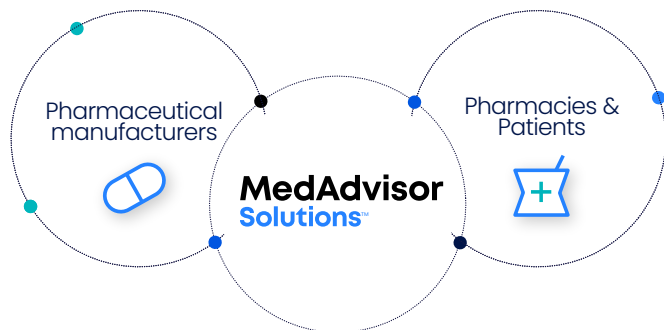 Pharmaceutical
manufacturers
MedAdvisor
Solutions™
Pharmacies &
Patients